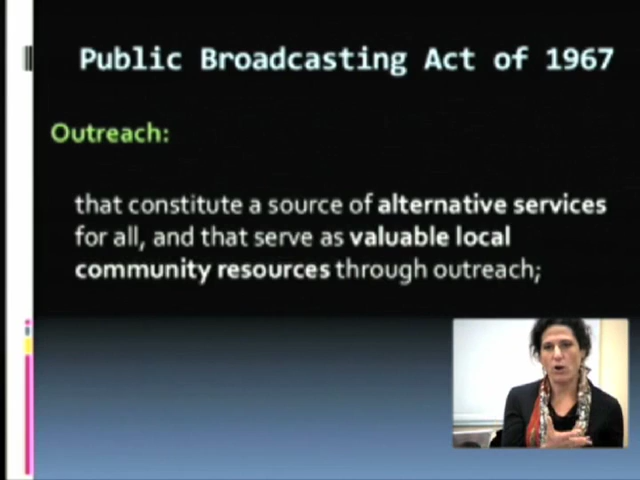 Public Broadcasting Act of 1967
Outreach:
that constitute a source of alternative services
for all, and that serve as valuable local
community resources through outreach;